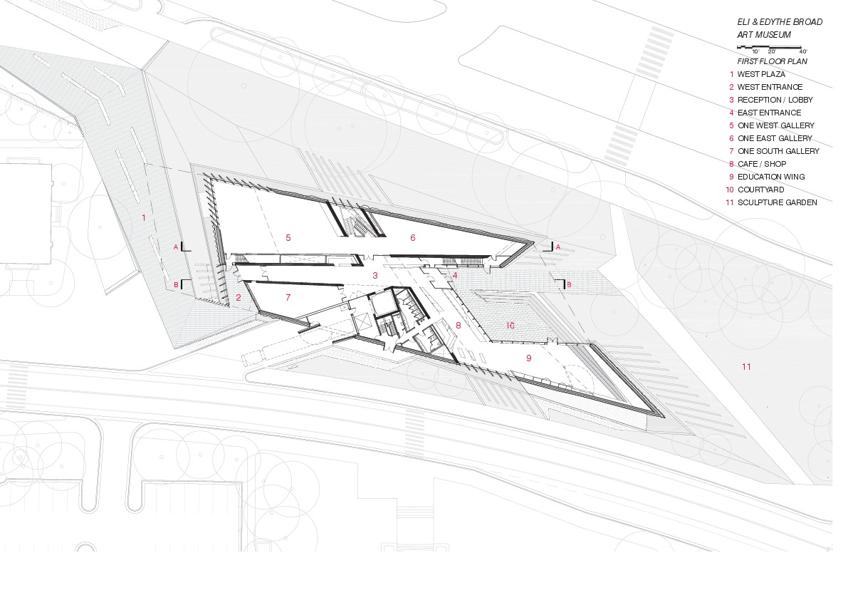 ELI & EDYTHE BROAD
ART MUSEUM
10' 20' 40'
FIRST FLOOR PLAN
1 WEST PLAZA
2 WEST ENTRANCE
3 RECEPTION / LOBBY
4 EAST ENTRANCE
5 ONE WEST GALLERY
6 ONE EAST GALLERY
7 ONE SOUTH GALLERY
8 CAFE / SHOP
9 EDUCATION WING
10 COURTYARD
11 SCULPTURE GARDEN
1
5
6
A
A
3
4
B
B
2
7
8
10
9
11